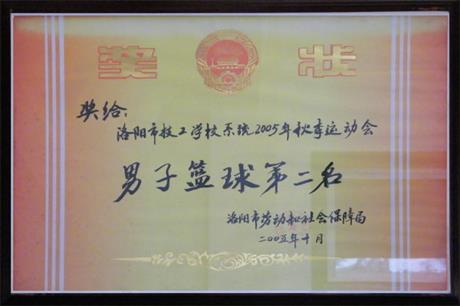 奖状
奖给:
洛阳市技工学校系统2005年秋季运动会
男子篮球第二名
洛阳市劳动和社会保障局
二00五年十月